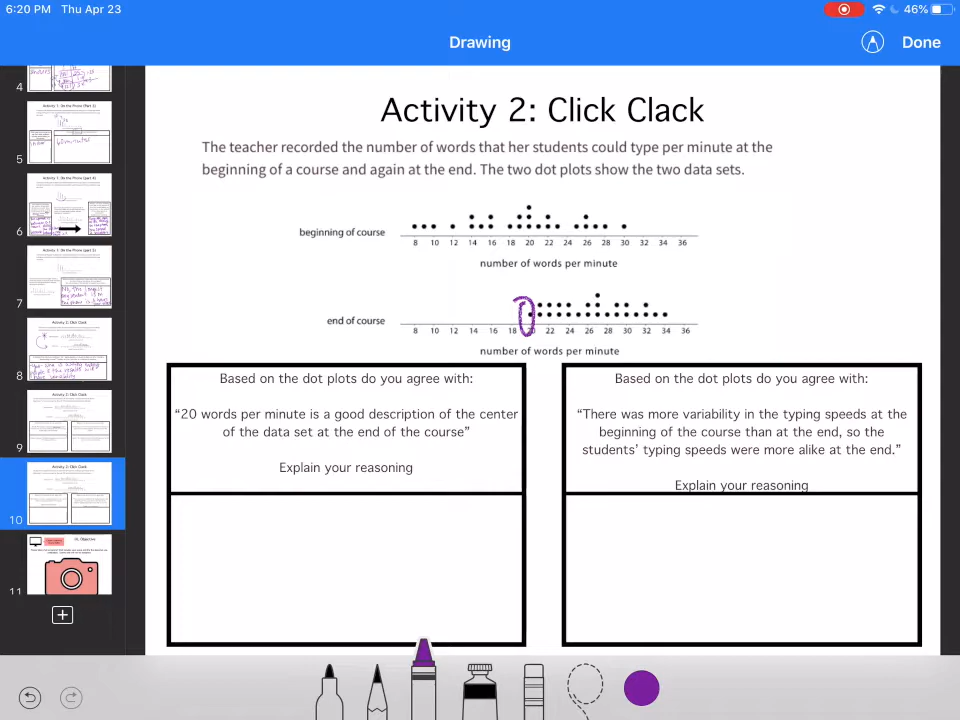 6:20 PM Thu Apr 23
46%
Drawing
Done
4
5
6
7
8
9
10
11
Activity 2: Click Clack
The teacher recorded the number of words that her students could type per minute at the
beginning of a course and again at the end. The two dot plots show the two data sets.
beginning of course
8 10 12 14 16 18 20 22 24 26 28 30 32 34 36
number of words per minute
end of course
8 10 12 14 16 18 20 22 24 26 28 30 32 34 36
number of words per minute
Based on the dot plots do you agree with:
“20 words per minute is a good description of the center
of the data set at the end of the course”
Explain your reasoning
Based on the dot plots do you agree with:
“There was more variability in the typing speeds at the
beginning of the course than at the end, so the
students’ typing speeds were more alike at the end.”
Explain your reasoning